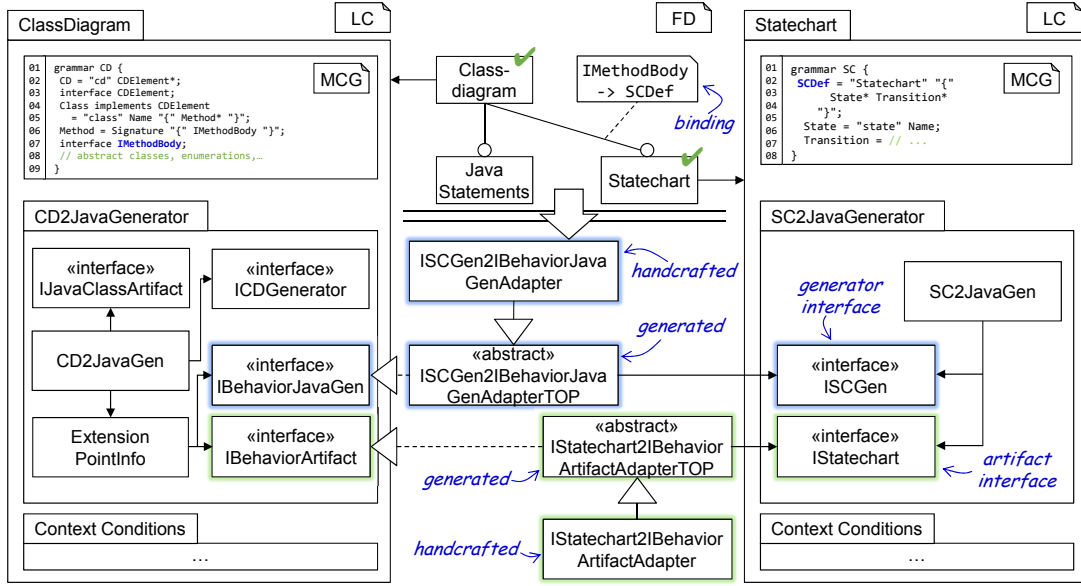 ClassDiagram
LC
01 grammar CD {
02 CD = "cd" CDElement*;
03 interface CDElement;
04 Class implements CDElement
05 = "class" Name "{" Method* "}";
06 Method = Signature "{" IMethodBody "}";
07 interface IMethodBody;
08 // abstract classes, enumerations,…
09 }
MCG
CD2JavaGenerator
«interface»
IJavaClassArtifact
«interface»
ICDGenerator
CD2JavaGen
«interface»
IBehaviorJavaGen
Extension
PointInfo
«interface»
IBehaviorArtifact
Context Conditions
…
FD
Class-
diagram
IMethodBody
-> SCDef
binding
Java
Statements
Statechart
ISCGen2IBehaviorJava
GenAdapter
handcrafted
generated
«abstract»
ISCGen2IBehaviorJava
GenAdapterTOP
«abstract»
IStatechart2IBehavior
ArtifactAdapterTOP
generated
IStatechart2IBehavior
ArtifactAdapter
handcrafted
Statechart
LC
01 grammar SC {
02 SCDef = "Statechart" "{"
03 State* Transition*
04 "}";
05 State = "state" Name;
06
07 Transition = // ...
08 }
MCG
SC2JavaGenerator
generator
interface
SC2JavaGen
«interface»
ISCGen
«interface»
IStatechart
artifact
interface
Context Conditions
…